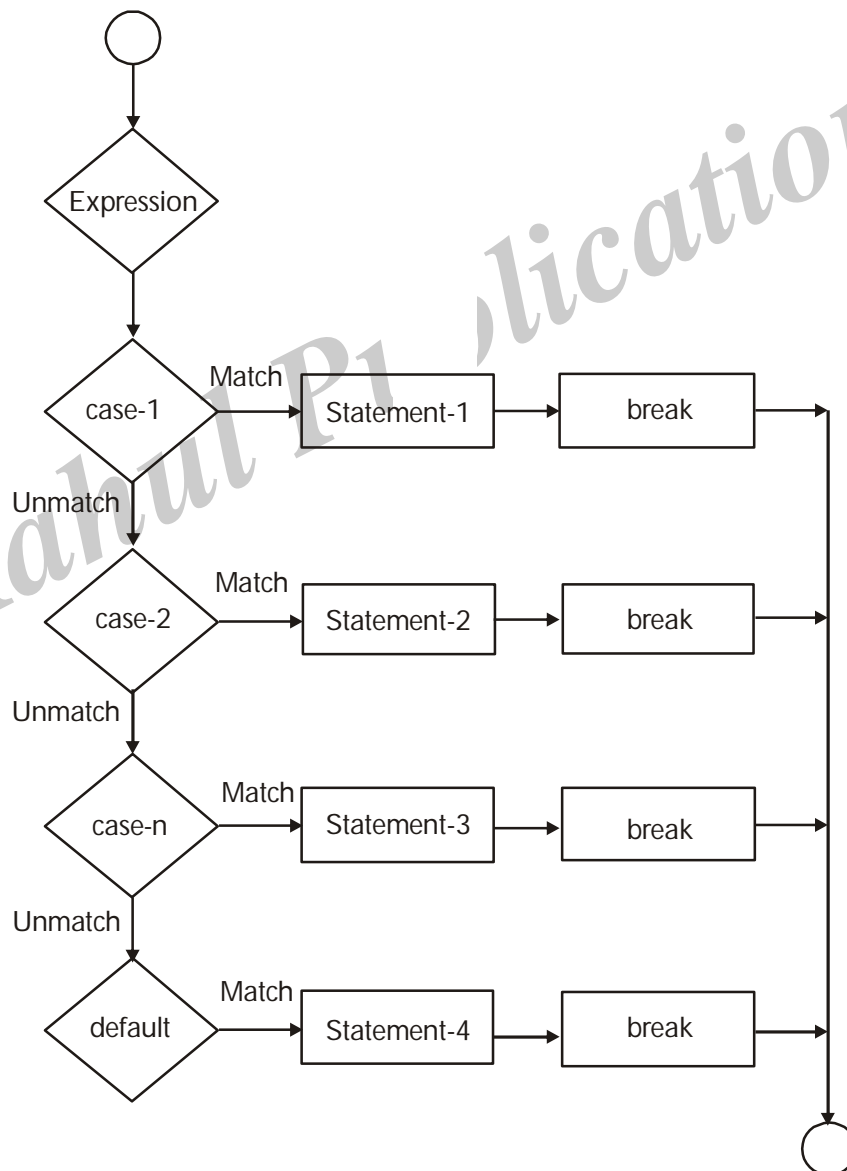 Expression
case-1
Match
Statement-1
break
Unmatch
case-2
Match
Statement-2
break
Unmatch
case-n
Match
Statement-3
break
Unmatch
default
Match
Statement-4
break